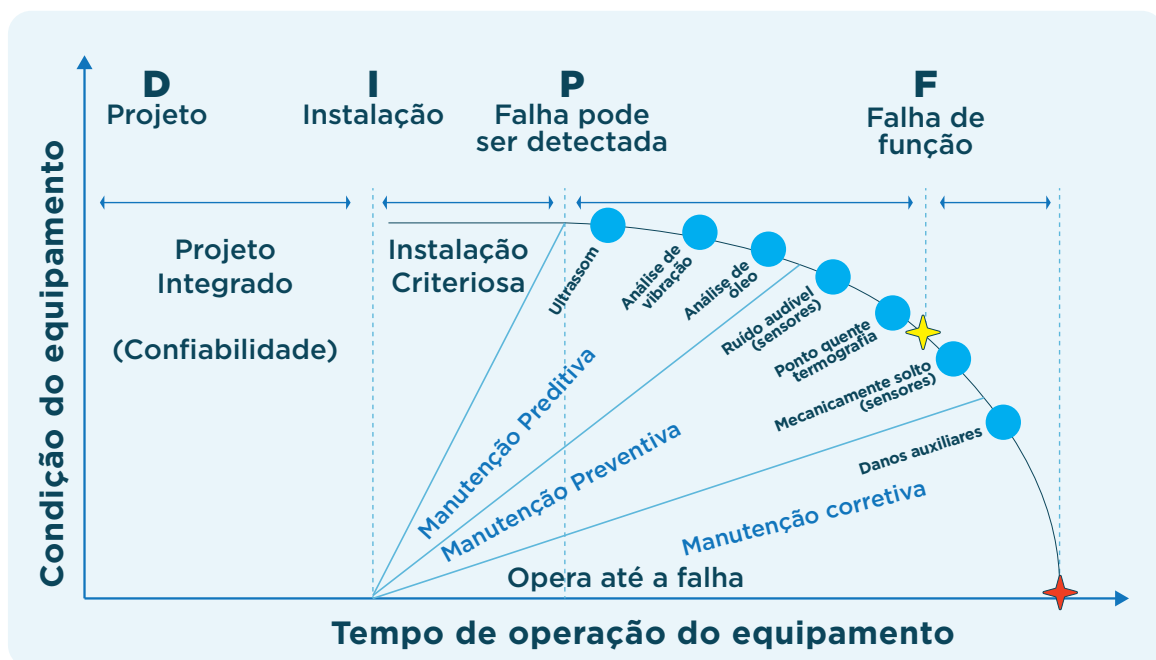 D
Projeto
I
Instalação
P
Falha pode
ser detectada
F
Falha de
função
Condição do equipamento
Projeto
Integrado
(Confiabilidade)
Instalação
Criteriosa
Ultrassom
Análise de
vibração
Análise de
óleo
Ruído audível
(sensores)
Ponto quente
termografia
Mecanicamente solto
(sensores)
Danos auxiliares
Manutenção Preditiva
Manutenção Preventiva
Manutenção corretiva
Opera até a falha
Tempo de operação do equipamento